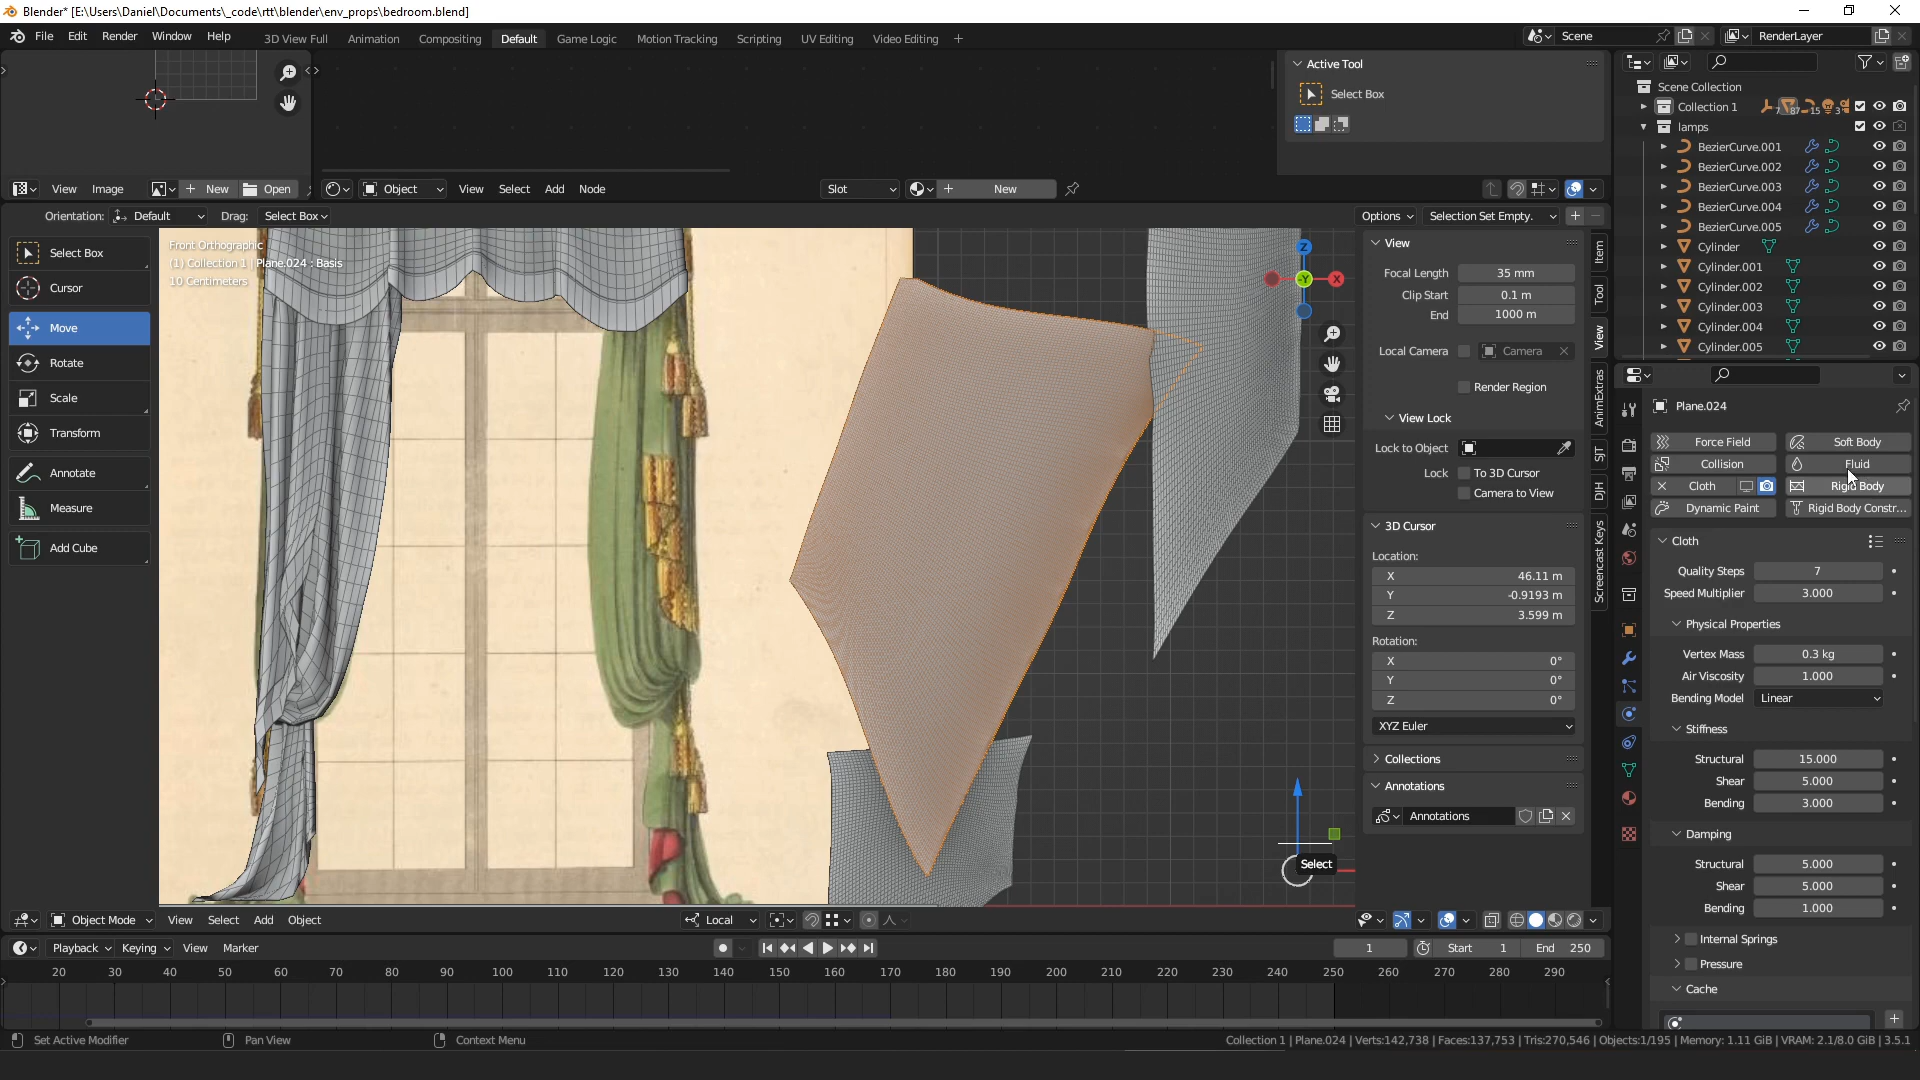 Blender* [E:\Users\Daniel\Documents\_code\rtt\blender\env_props\bedroom.blend]
File Edit Render Window Help
3D View Full Animation Compositing Default Game Logic Motion Tracking Scripting UV Editing Video Editing +
Scene
RenderLayer
Active Tool
Select Box
Scene Collection
Collection 1 7 87 15 3
lamps
BezierCurve.001
BezierCurve.002
BezierCurve.003
BezierCurve.004
BezierCurve.005
Cylinder
Cylinder.001
Cylinder.002
Cylinder.003
Cylinder.004
Cylinder.005
View Image + New Open
Object View Select Add Node Slot + New
Orientation: Default Drag: Select Box
Options Selection Set Empty. + −
Select Box
Cursor
Move
Rotate
Scale
Transform
Annotate
Measure
Add Cube
Front Orthographic
(1) Collection 1 | Plane.024 : Basis
10 Centimeters
Z
X
Y
Select
View
Focal Length 35 mm
Clip Start 0.1 m
End 1000 m
Local Camera Camera
Render Region
View Lock
Lock to Object
Lock To 3D Cursor
Camera to View
3D Cursor
Location:
X 46.11 m
Y -0.9193 m
Z 3.599 m
Rotation:
X 0°
Y 0°
Z 0°
XYZ Euler
Collections
Annotations
Annotations
Item
Tool
View
AnimExtras
SJT
DJH
Screencast Keys
Plane.024
Force Field Soft Body
Collision Fluid
Cloth Rigid Body
Dynamic Paint Rigid Body Constr...
Cloth
Quality Steps 7
Speed Multiplier 3.000
Physical Properties
Vertex Mass 0.3 kg
Air Viscosity 1.000
Bending Model Linear
Stiffness
Structural 15.000
Shear 5.000
Bending 3.000
Damping
Structural 5.000
Shear 5.000
Bending 1.000
Internal Springs
Pressure
Cache
Object Mode View Select Add Object
Local
Playback Keying View Marker
1 Start 1 End 250
20 30 40 50 60 70 80 90 100 110 120 130 140 150 160 170 180 190 200 210 220 230 240 250 260 270 280 290
Set Active Modifier Pan View Context Menu
Collection 1 | Plane.024 | Verts:142,738 | Faces:137,753 | Tris:270,546 | Objects:1/195 | Memory: 1.11 GiB | VRAM: 2.1/8.0 GiB | 3.5.1